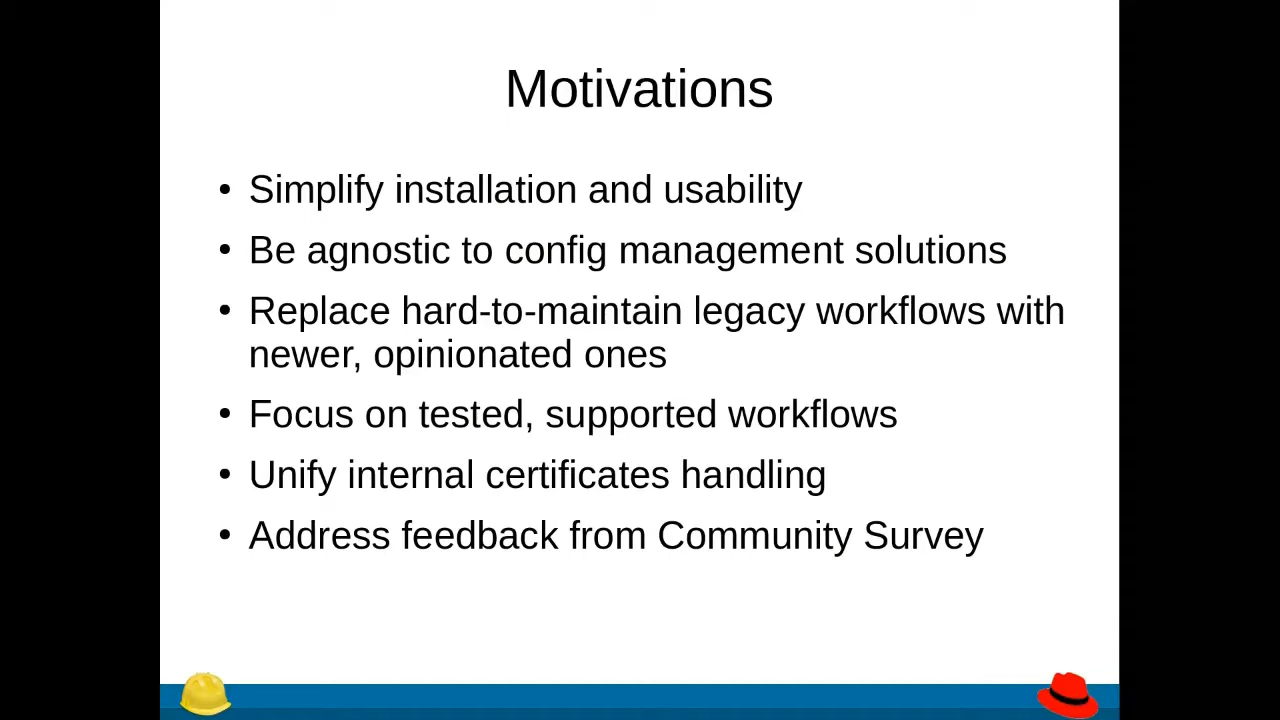 Motivations
• Simplify installation and usability
• Be agnostic to config management solutions
• Replace hard-to-maintain legacy workflows with
newer, opinionated ones
• Focus on tested, supported workflows
• Unify internal certificates handling
• Address feedback from Community Survey